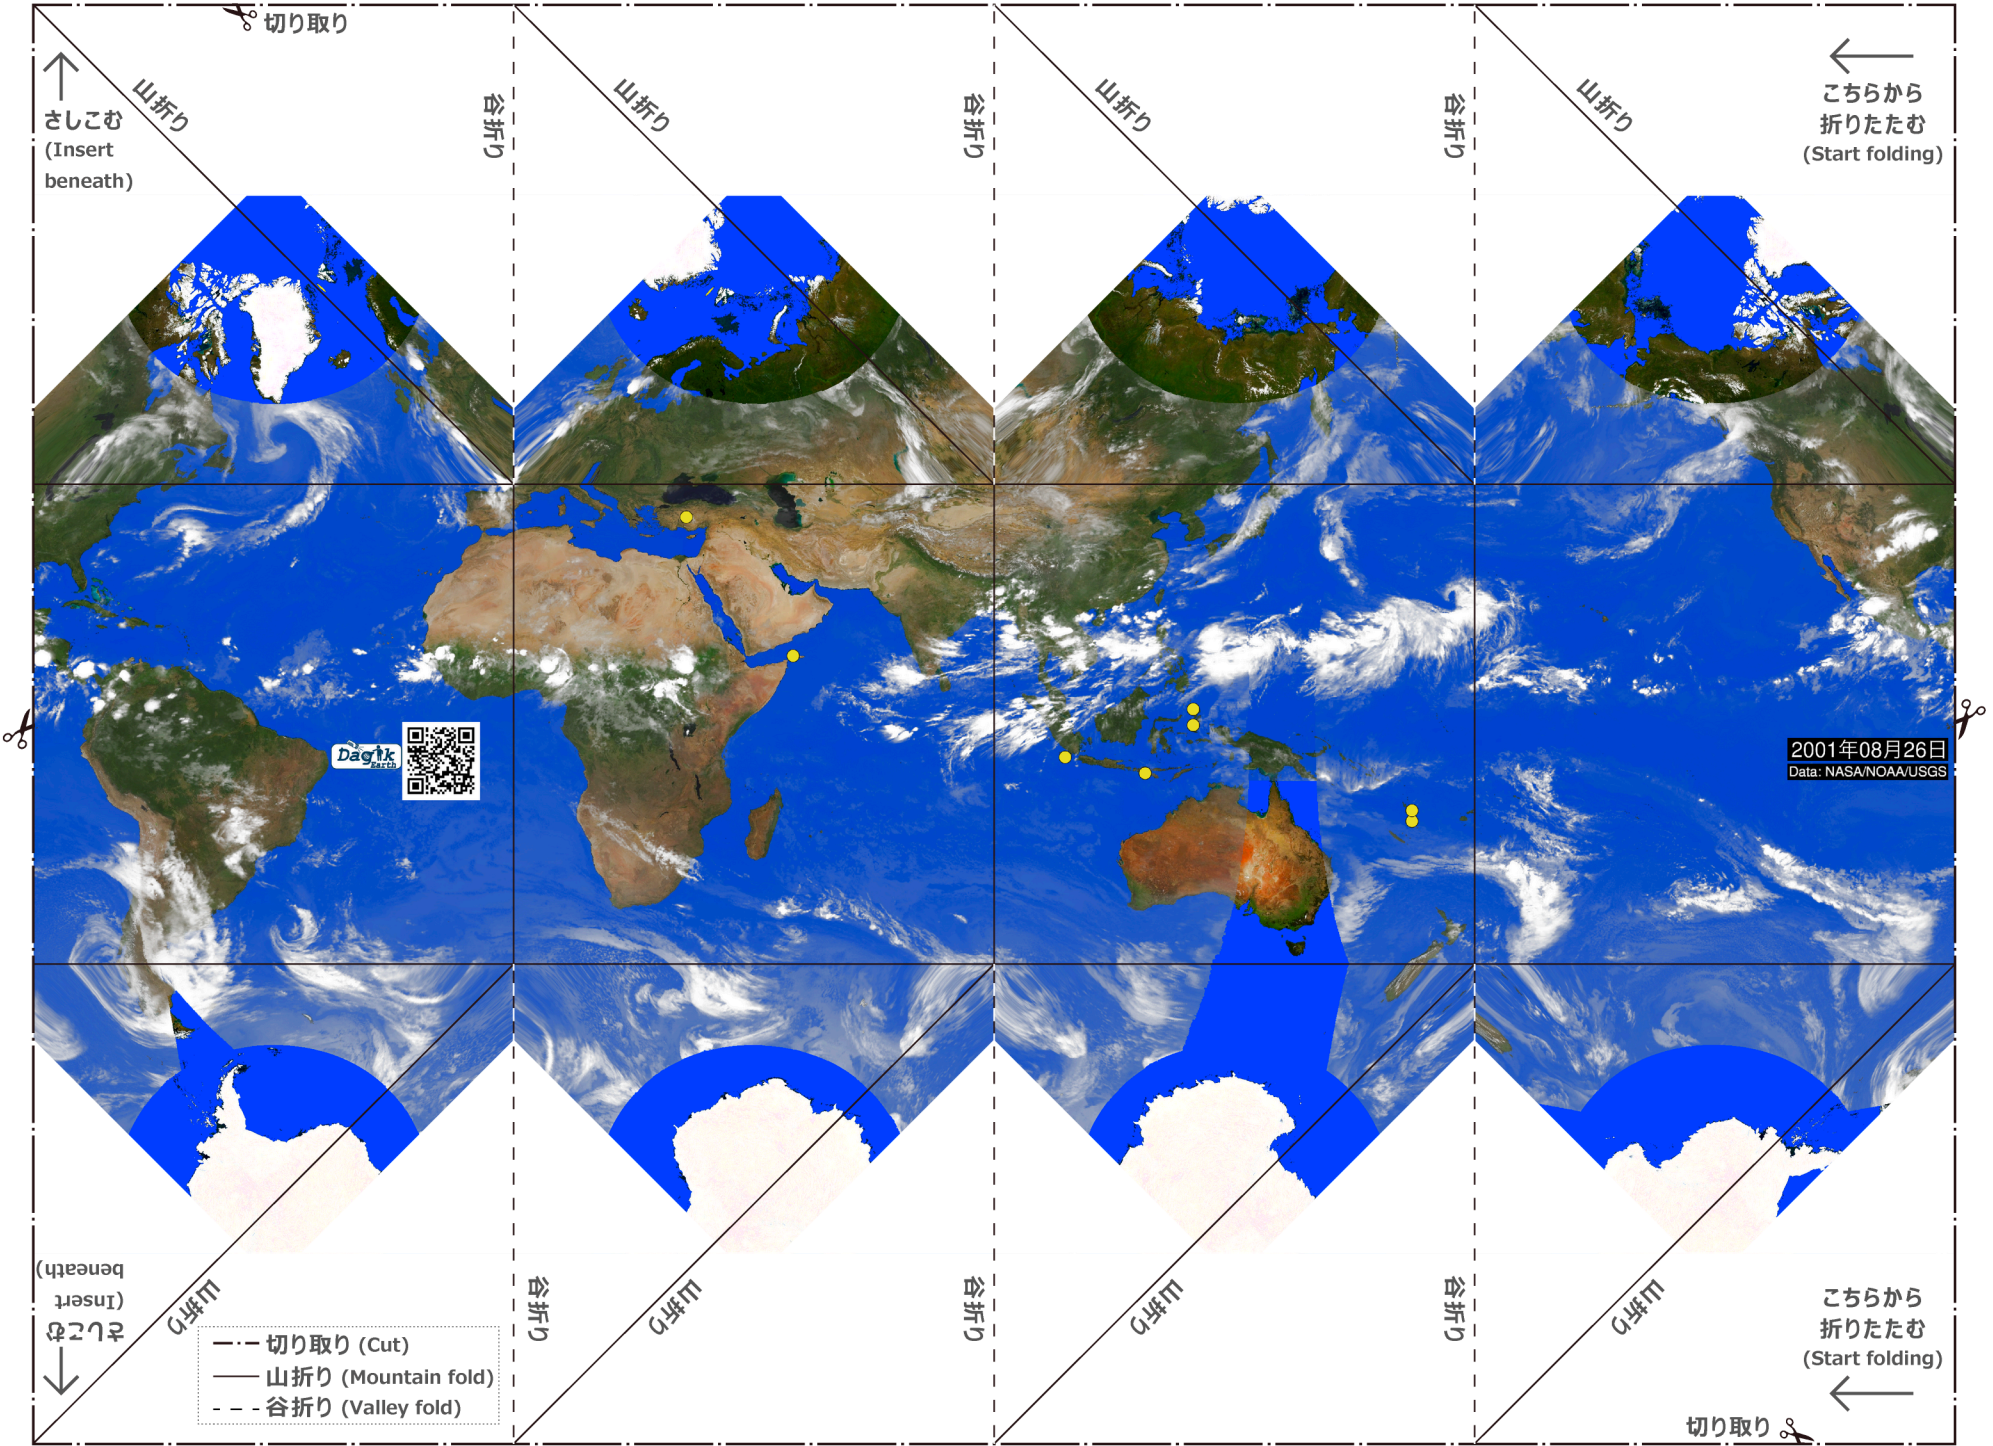 切り取り
さしこむ
(Insert
beneath)
山折り
谷折り
山折り
谷折り
山折り
谷折り
山折り
こちらから
折りたたむ
(Start folding)
Dagik
Earth
2001年08月26日
Data: NASA/NOAA/USGS
さしこむ
(Insert
beneath)
山折り
谷折り
山折り
谷折り
山折り
谷折り
山折り
こちらから
折りたたむ
(Start folding)
切り取り (Cut)
山折り (Mountain fold)
谷折り (Valley fold)
切り取り